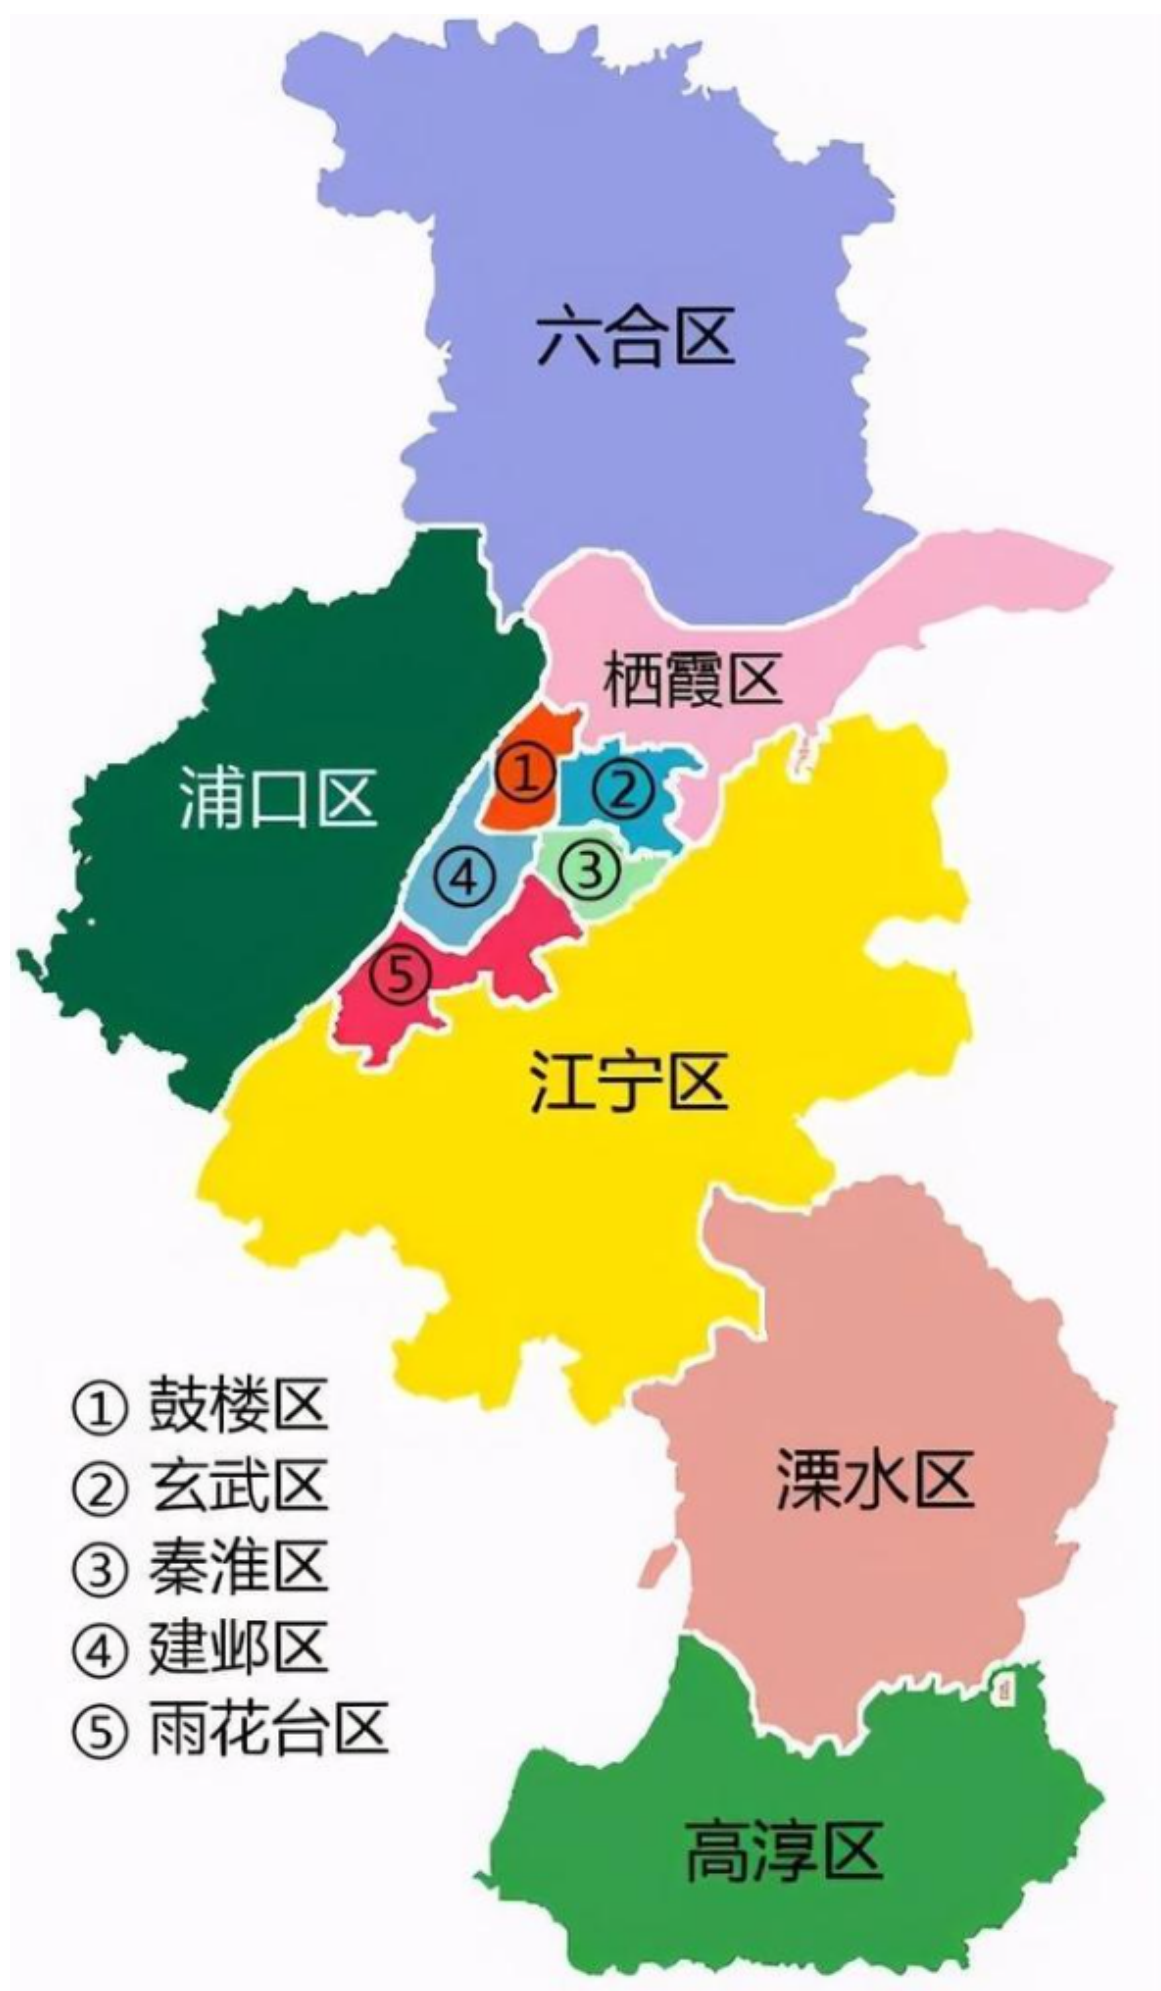 六合区
栖霞区
浦口区
①
②
③
④
⑤
江宁区
溧水区
高淳区
① 鼓楼区
② 玄武区
③ 秦淮区
④ 建邺区
⑤ 雨花台区